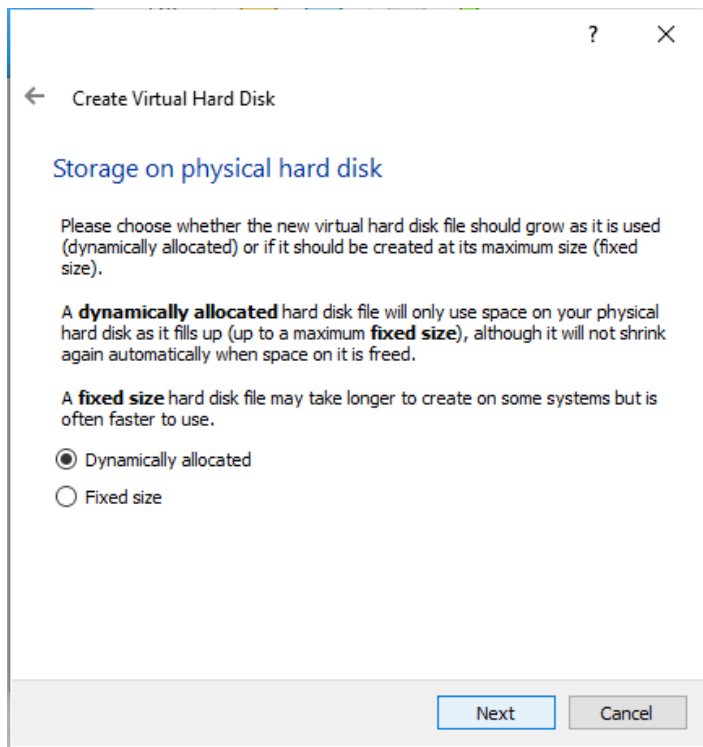 ?
Create Virtual Hard Disk
Storage on physical hard disk
Please choose whether the new virtual hard disk file should grow as it is used
(dynamically allocated) or if it should be created at its maximum size (fixed
size).
A dynamically allocated hard disk file will only use space on your physical
hard disk as it fills up (up to a maximum fixed size), although it will not shrink
again automatically when space on it is freed.
A fixed size hard disk file may take longer to create on some systems but is
often faster to use.
Dynamically allocated
Fixed size
Next Cancel